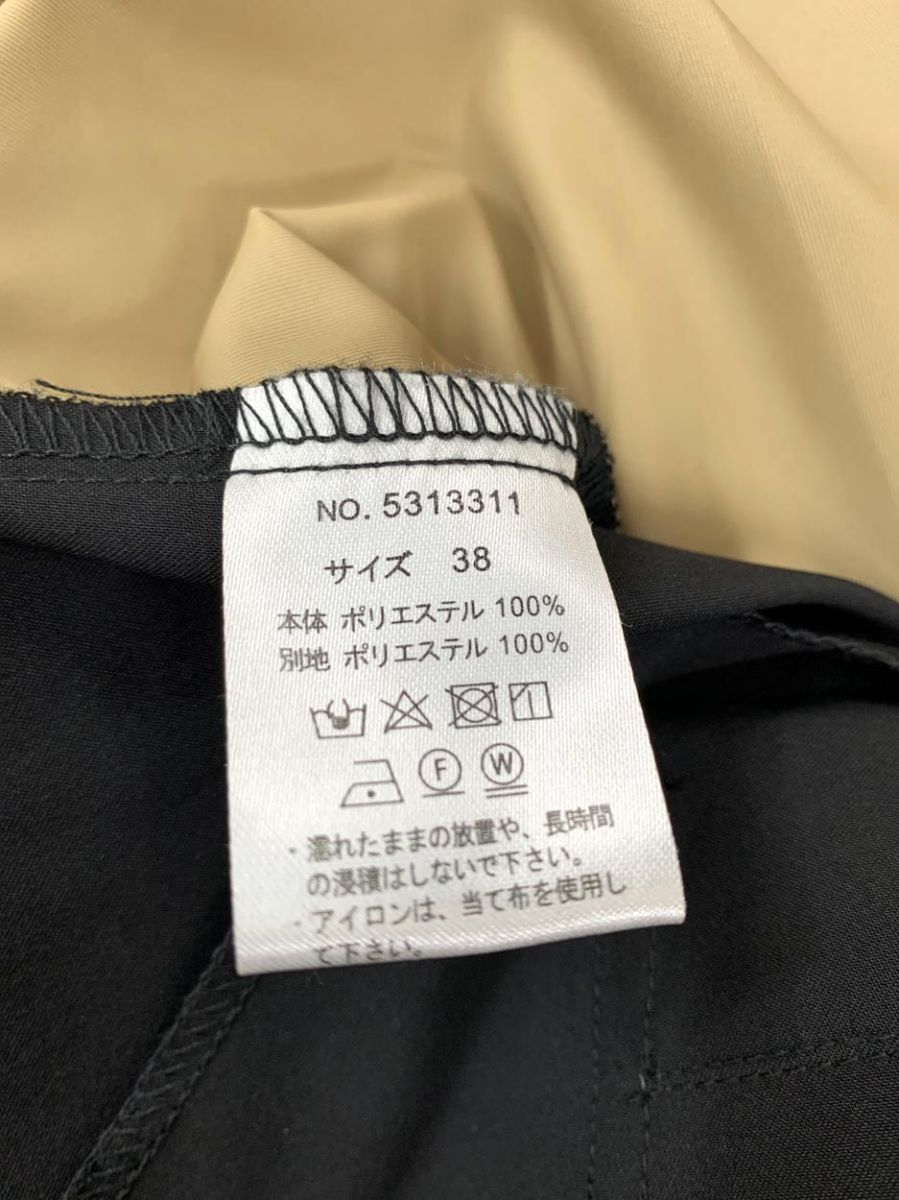 NO. 5313311
サイズ 38
本体 ポリエステル 100%
別地 ポリエステル 100%
F W
・濡れたままの放置や、長時間
の浸積はしないで下さい。
・アイロンは、当て布を使用し
て下さい。